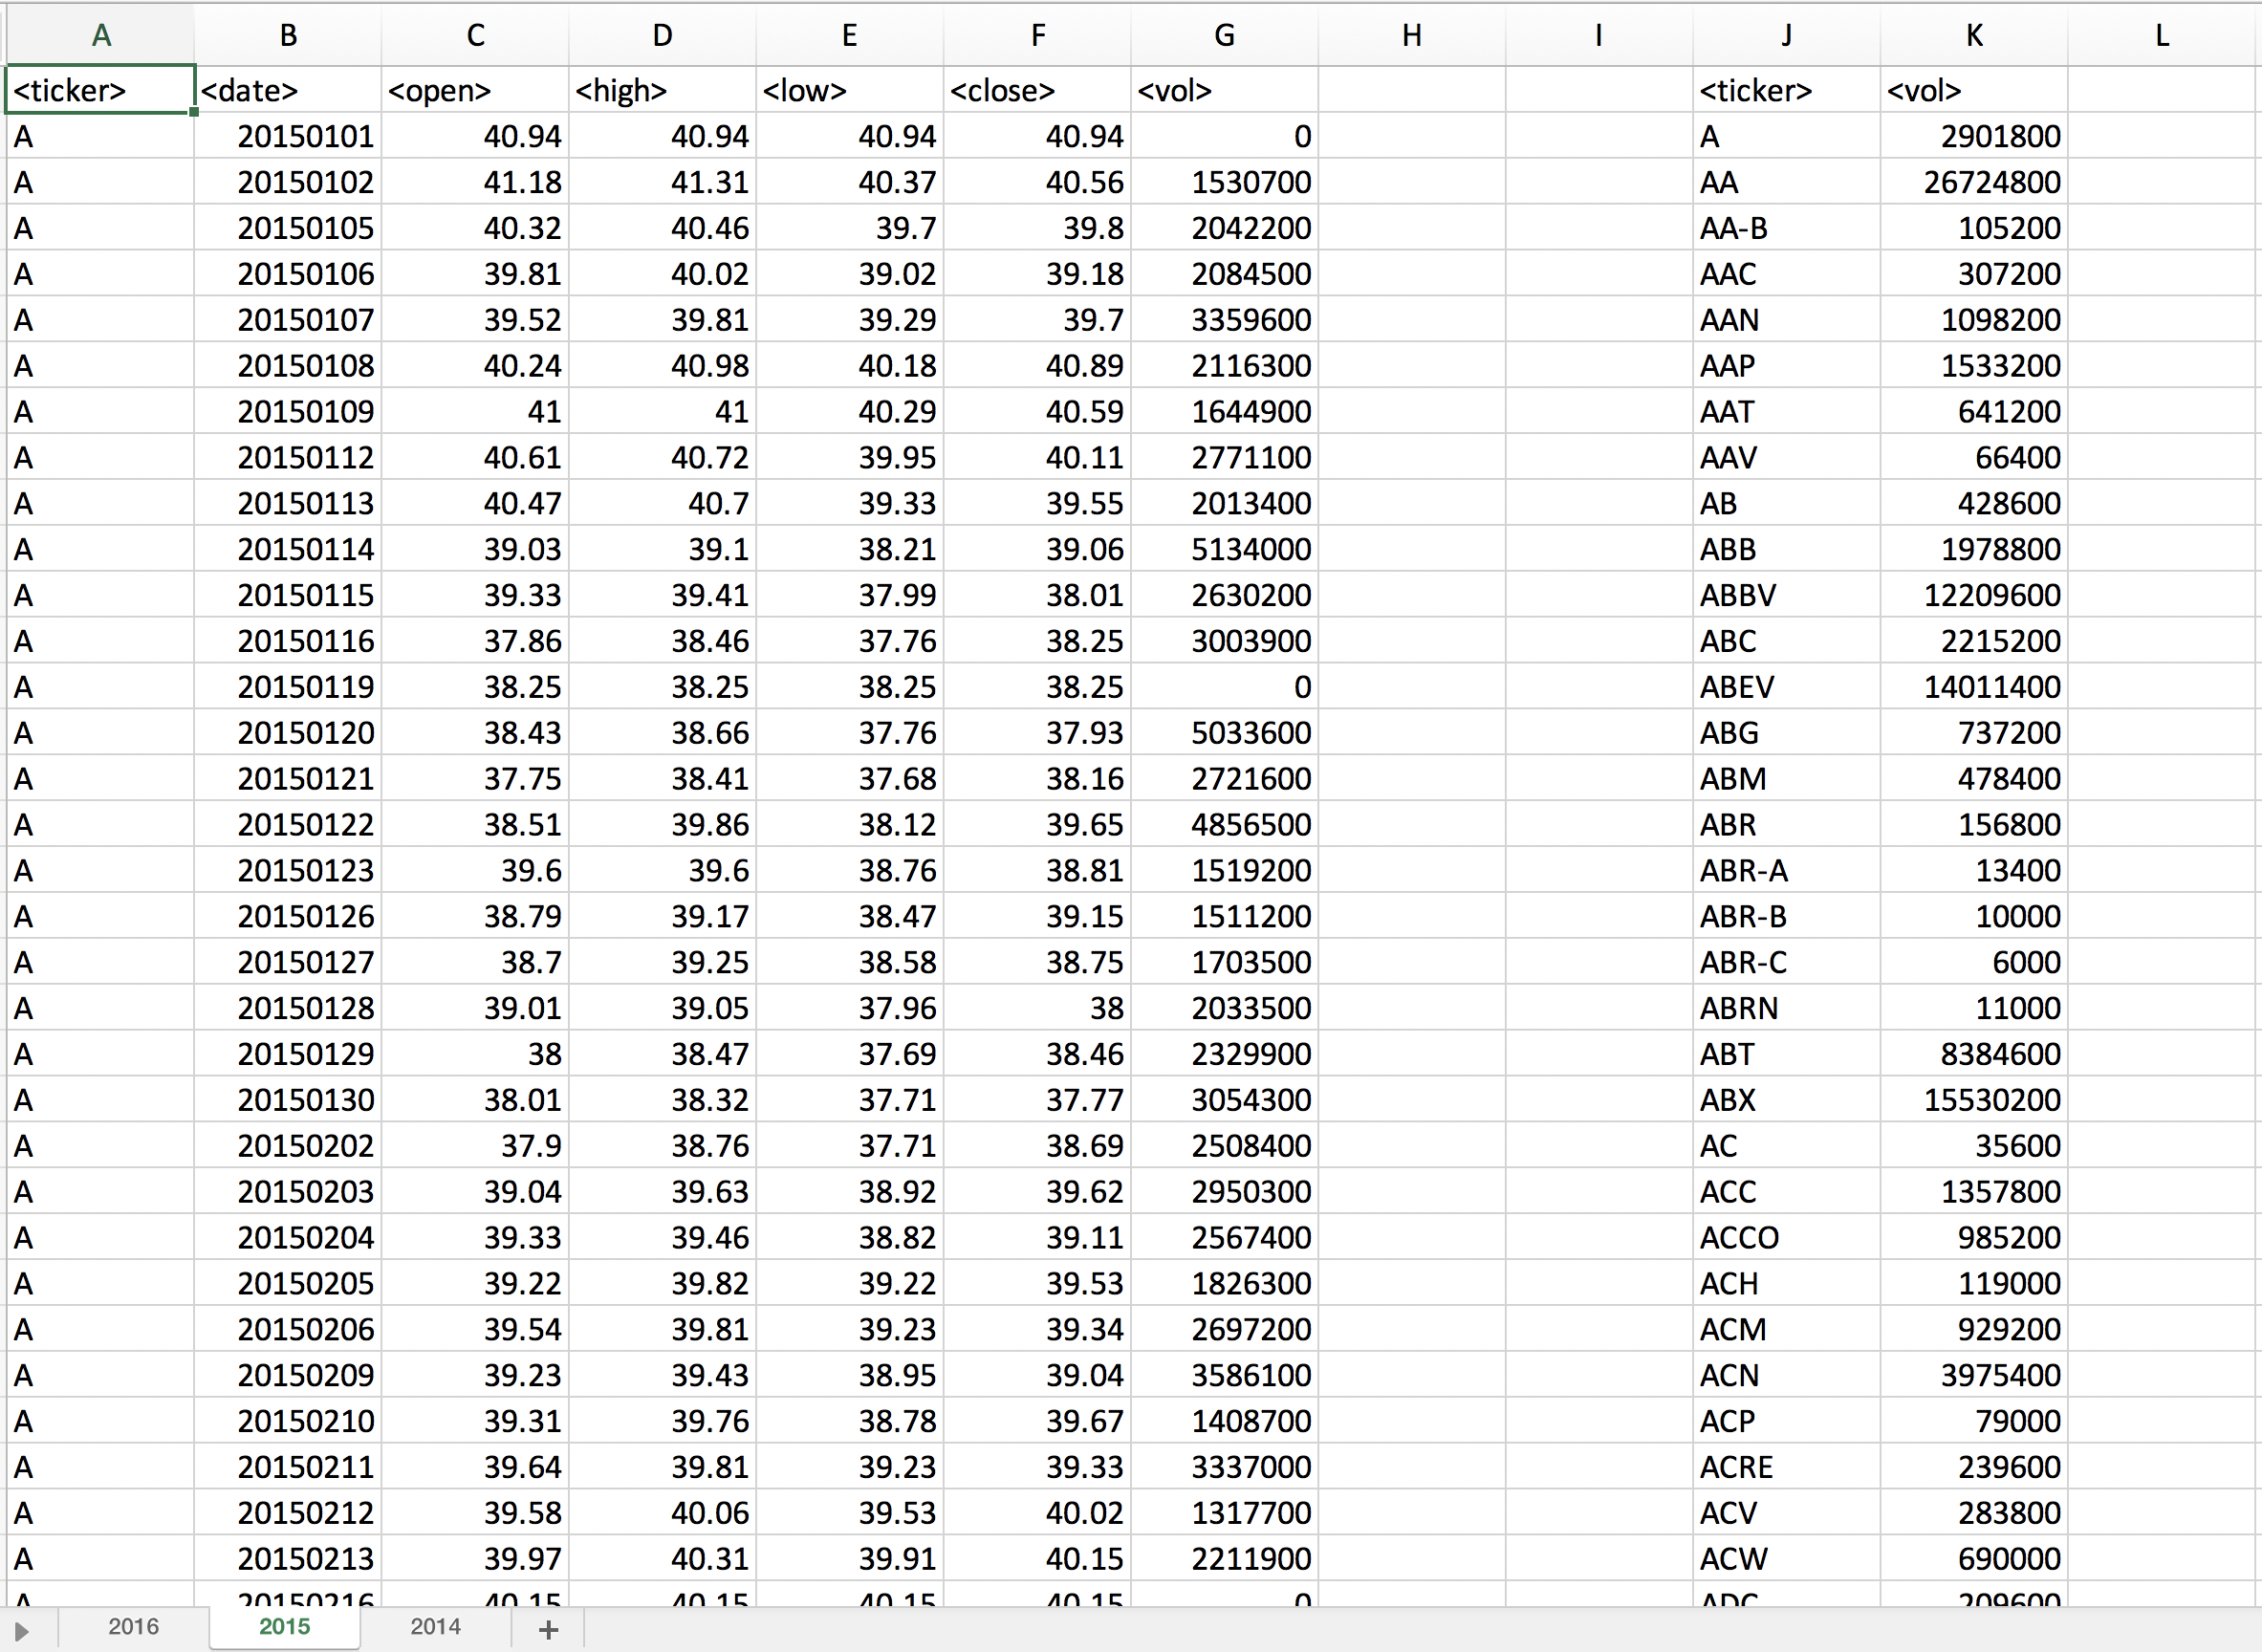 A B C D E F G H I J K L
<ticker> <date> <open> <high> <low> <close> <vol> <ticker> <vol>
A 20150101 40.94 40.94 40.94 40.94 0 A 2901800
A 20150102 41.18 41.31 40.37 40.56 1530700 AA 26724800
A 20150105 40.32 40.46 39.7 39.8 2042200 AA-B 105200
A 20150106 39.81 40.02 39.02 39.18 2084500 AAC 307200
A 20150107 39.52 39.81 39.29 39.7 3359600 AAN 1098200
A 20150108 40.24 40.98 40.18 40.89 2116300 AAP 1533200
A 20150109 41 41 40.29 40.59 1644900 AAT 641200
A 20150112 40.61 40.72 39.95 40.11 2771100 AAV 66400
A 20150113 40.47 40.7 39.33 39.55 2013400 AB 428600
A 20150114 39.03 39.1 38.21 39.06 5134000 ABB 1978800
A 20150115 39.33 39.41 37.99 38.01 2630200 ABBV 12209600
A 20150116 37.86 38.46 37.76 38.25 3003900 ABC 2215200
A 20150119 38.25 38.25 38.25 38.25 0 ABEV 14011400
A 20150120 38.43 38.66 37.76 37.93 5033600 ABG 737200
A 20150121 37.75 38.41 37.68 38.16 2721600 ABM 478400
A 20150122 38.51 39.86 38.12 39.65 4856500 ABR 156800
A 20150123 39.6 39.6 38.76 38.81 1519200 ABR-A 13400
A 20150126 38.79 39.17 38.47 39.15 1511200 ABR-B 10000
A 20150127 38.7 39.25 38.58 38.75 1703500 ABR-C 6000
A 20150128 39.01 39.05 37.96 38 2033500 ABRN 11000
A 20150129 38 38.47 37.69 38.46 2329900 ABT 8384600
A 20150130 38.01 38.32 37.71 37.77 3054300 ABX 15530200
A 20150202 37.9 38.76 37.71 38.69 2508400 AC 35600
A 20150203 39.04 39.63 38.92 39.62 2950300 ACC 1357800
A 20150204 39.33 39.46 38.82 39.11 2567400 ACCO 985200
A 20150205 39.22 39.82 39.22 39.53 1826300 ACH 119000
A 20150206 39.54 39.81 39.23 39.34 2697200 ACM 929200
A 20150209 39.23 39.43 38.95 39.04 3586100 ACN 3975400
A 20150210 39.31 39.76 38.78 39.67 1408700 ACP 79000
A 20150211 39.64 39.81 39.23 39.33 3337000 ACRE 239600
A 20150212 39.58 40.06 39.53 40.02 1317700 ACV 283800
A 20150213 39.97 40.31 39.91 40.15 2211900 ACW 690000
A 20150216 40.15 40.15 40.15 40.15 0 ADC 209600
2016 2015 2014 +